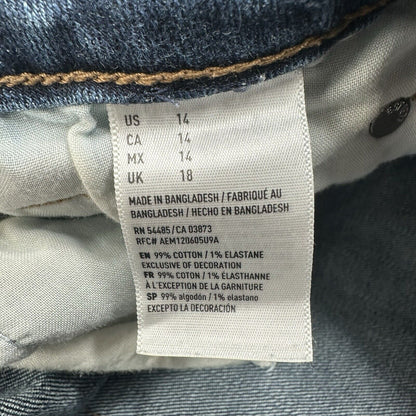 US 14
CA 14
MX 14
UK 18
MADE IN BANGLADESH / FABRIQUÉ AU
BANGLADESH / HECHO EN BANGLADESH
RN 54485/CA 03873
RFC# AEM120605U9A
EN 99% COTTON / 1% ELASTANE
EXCLUSIVE OF DECORATION
FR 99% COTON / 1% ÉLASTHANNE
À L'EXCEPTION DE LA GARNITURE
SP 99% algodón / 1% elastano
EXCEPTO LA DECORACIÓN